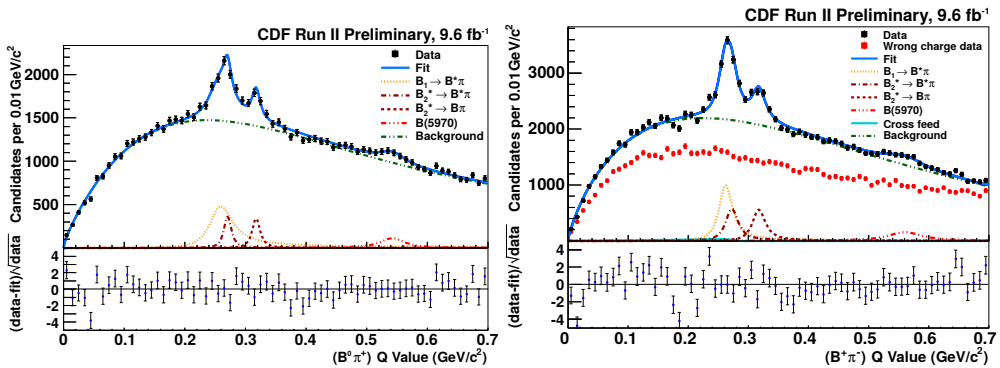 CDF Run II Preliminary, 9.6 fb⁻¹
Candidates per 0.01GeV/c²
2000
1500
1000
500
Data
Fit
B₁ → B*π
B₂* → B*π
B₂* → Bπ
B(5970)
Background
(data-fit)/√data
4
2
0
-2
-4
0 0.1 0.2 0.3 0.4 0.5 0.6 0.7
(B⁰π⁺) Q Value (GeV/c²)
CDF Run II Preliminary, 9.6 fb⁻¹
Candidates per 0.01GeV/c²
3000
2000
1000
Data
Wrong charge data
Fit
B₁ → B*π
B₂* → B*π
B₂* → Bπ
B(5970)
Cross feed
Background
(data-fit)/√data
4
2
0
-2
-4
0 0.1 0.2 0.3 0.4 0.5 0.6 0.7
(B⁺π⁻) Q Value (GeV/c²)